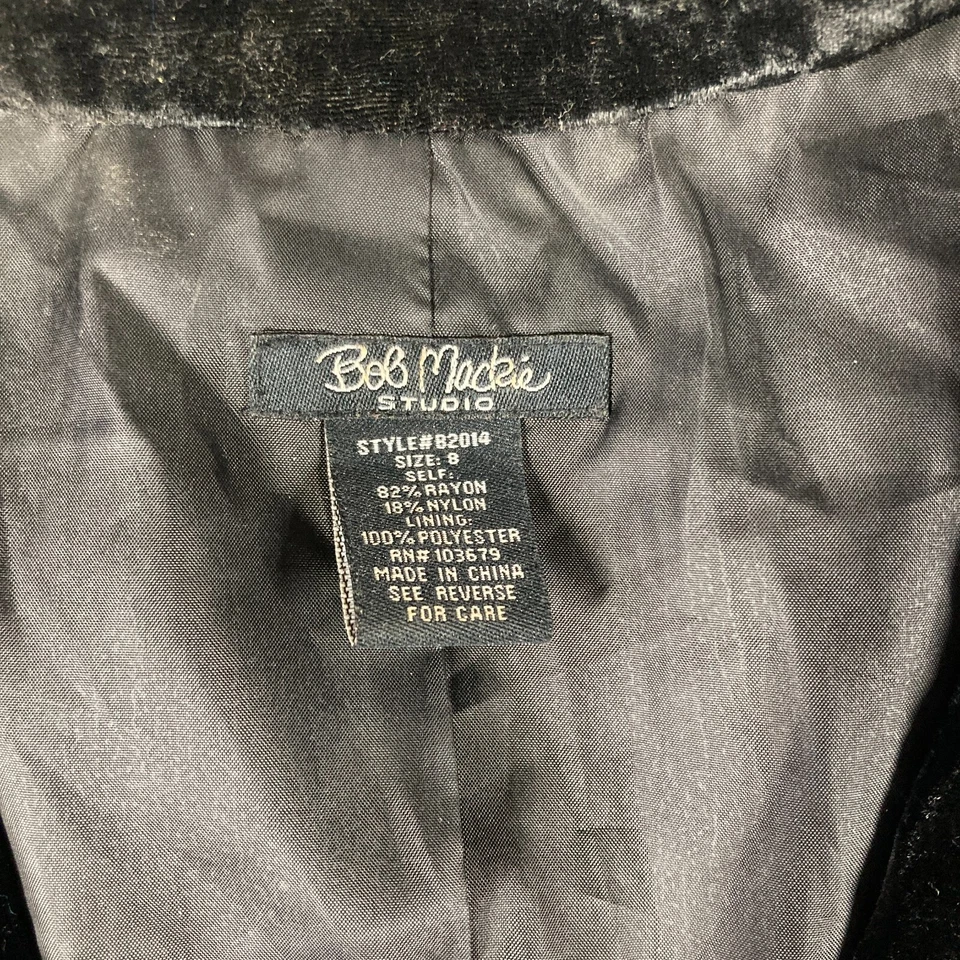 Bob Mackie
STUDIO
STYLE#B2014
SIZE: 8
SELF:
82% RAYON
18% NYLON
LINING:
100% POLYESTER
RN# 103679
MADE IN CHINA
SEE REVERSE
FOR CARE